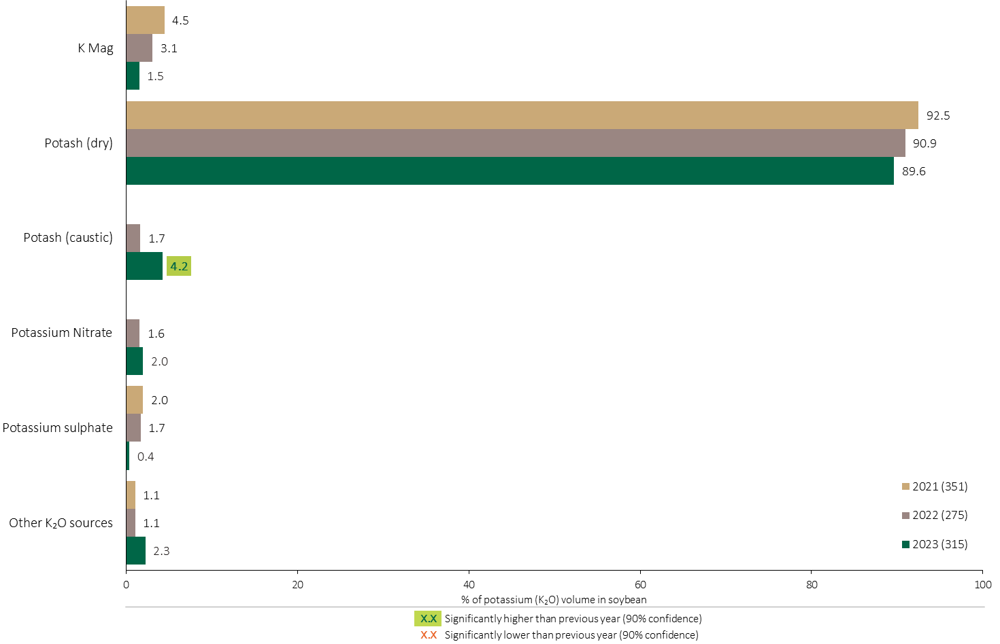 4.5
K Mag
3.1
1.5
92.5
Potash (dry)
90.9
89.6
Potash (caustic)
1.7
4.2
Potassium Nitrate
1.6
2.0
2.0
Potassium sulphate
1.7
0.4
1.1
Other K₂O sources
1.1
2.3
2021 (351)
2022 (275)
2023 (315)
0 20 40 60 80 100
% of potassium (K₂O) volume in soybean
X.X Significantly higher than previous year (90% confidence)
X.X Significantly lower than previous year (90% confidence)